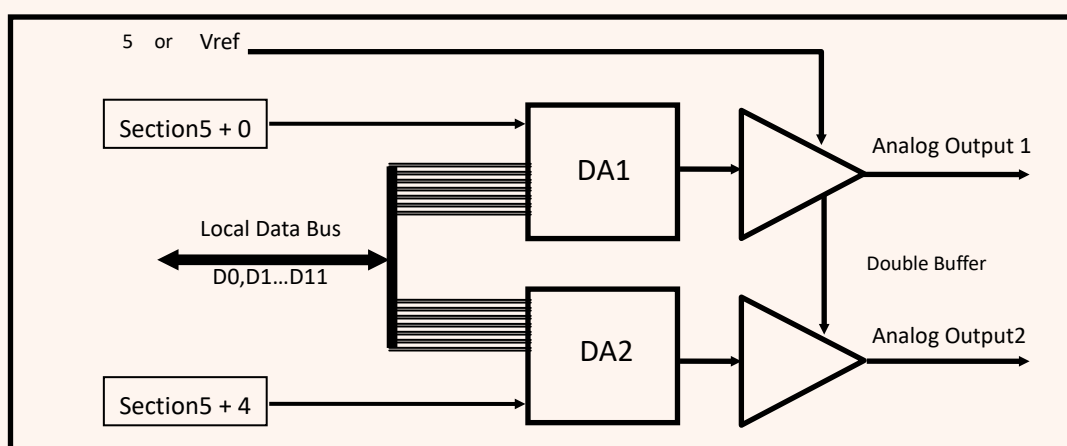 5 or Vref
Section5 + 0
DA1
Analog Output 1
Local Data Bus
D0,D1...D11
Double Buffer
DA2
Analog Output2
Section5 + 4